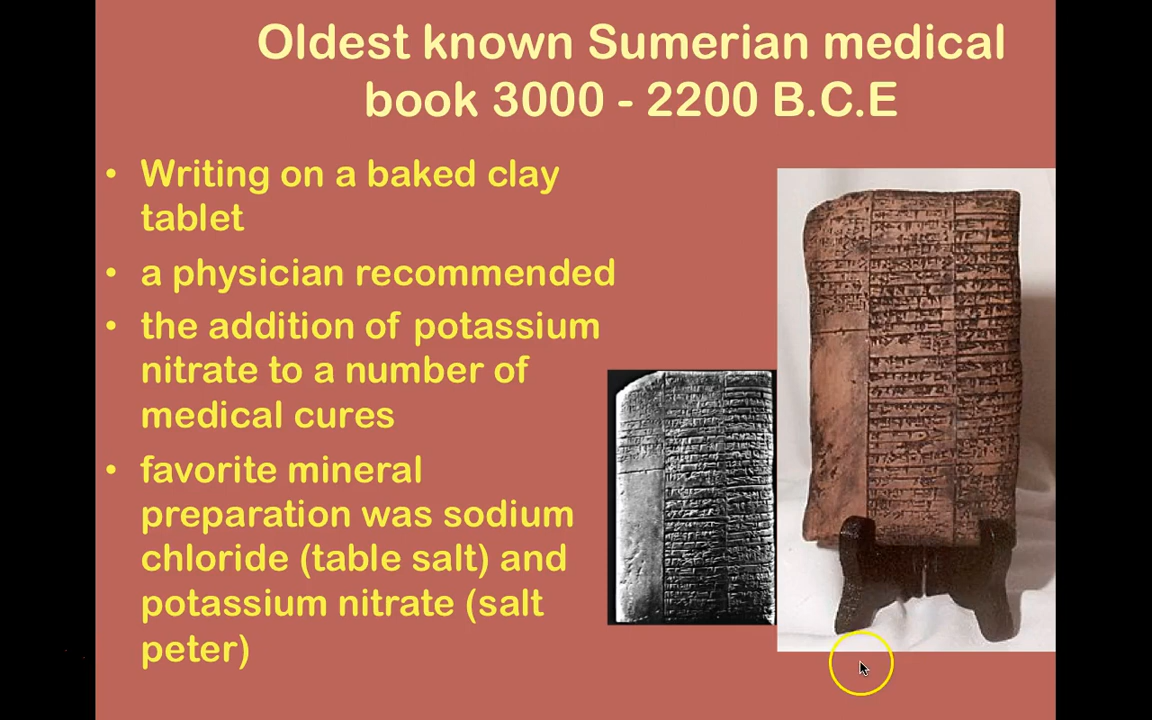 Oldest known Sumerian medical
book 3000 - 2200 B.C.E
• Writing on a baked clay
tablet
• a physician recommended
• the addition of potassium
nitrate to a number of
medical cures
• favorite mineral
preparation was sodium
chloride (table salt) and
potassium nitrate (salt
peter)